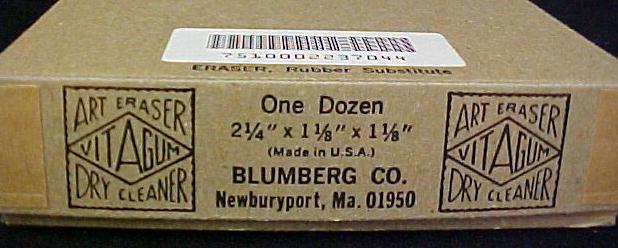 7510002237044
ERASER, Rubber Substitute
ART ERASER
VITAGUM
DRY CLEANER
One Dozen
2¼" x 1⅛" x 1⅛"
(Made in U.S.A.)
BLUMBERG CO.
Newburyport, Ma. 01950
ART ERASER
VITAGUM
DRY CLEANER